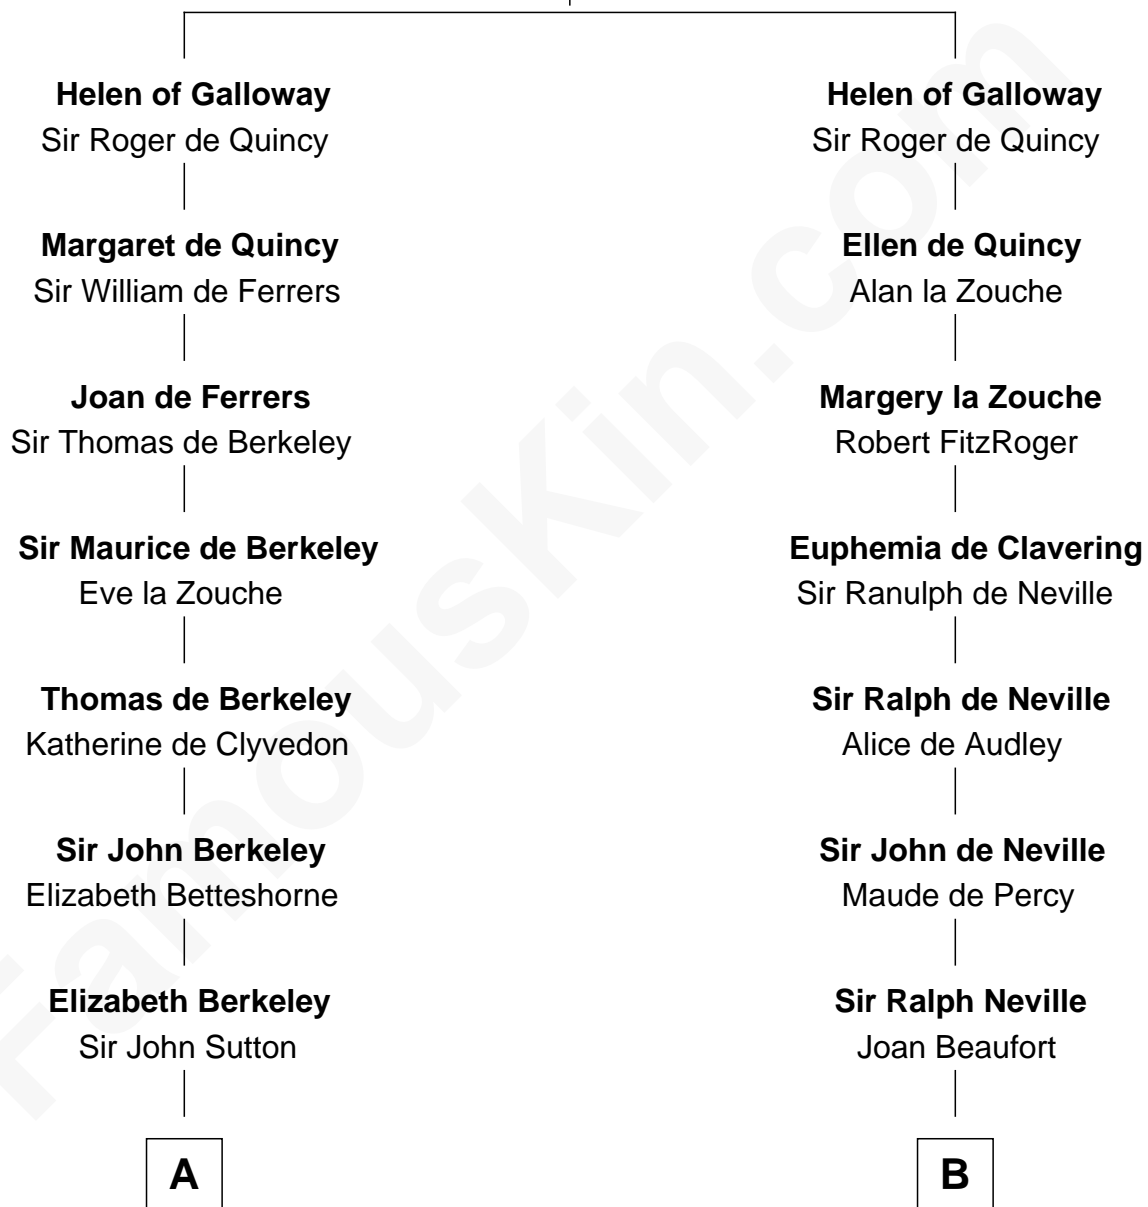 Helen of Galloway
Sir Roger de Quincy
Margaret de Quincy
Sir William de Ferrers
Joan de Ferrers
Sir Thomas de Berkeley
Sir Maurice de Berkeley
Eve la Zouche
Thomas de Berkeley
Katherine de Clyvedon
Sir John Berkeley
Elizabeth Betteshorne
Elizabeth Berkeley
Sir John Sutton
A
Helen of Galloway
Sir Roger de Quincy
Ellen de Quincy
Alan la Zouche
Margery la Zouche
Robert FitzRoger
Euphemia de Clavering
Sir Ranulph de Neville
Sir Ralph de Neville
Alice de Audley
Sir John de Neville
Maude de Percy
Sir Ralph Neville
Joan Beaufort
B
FamousKin.com